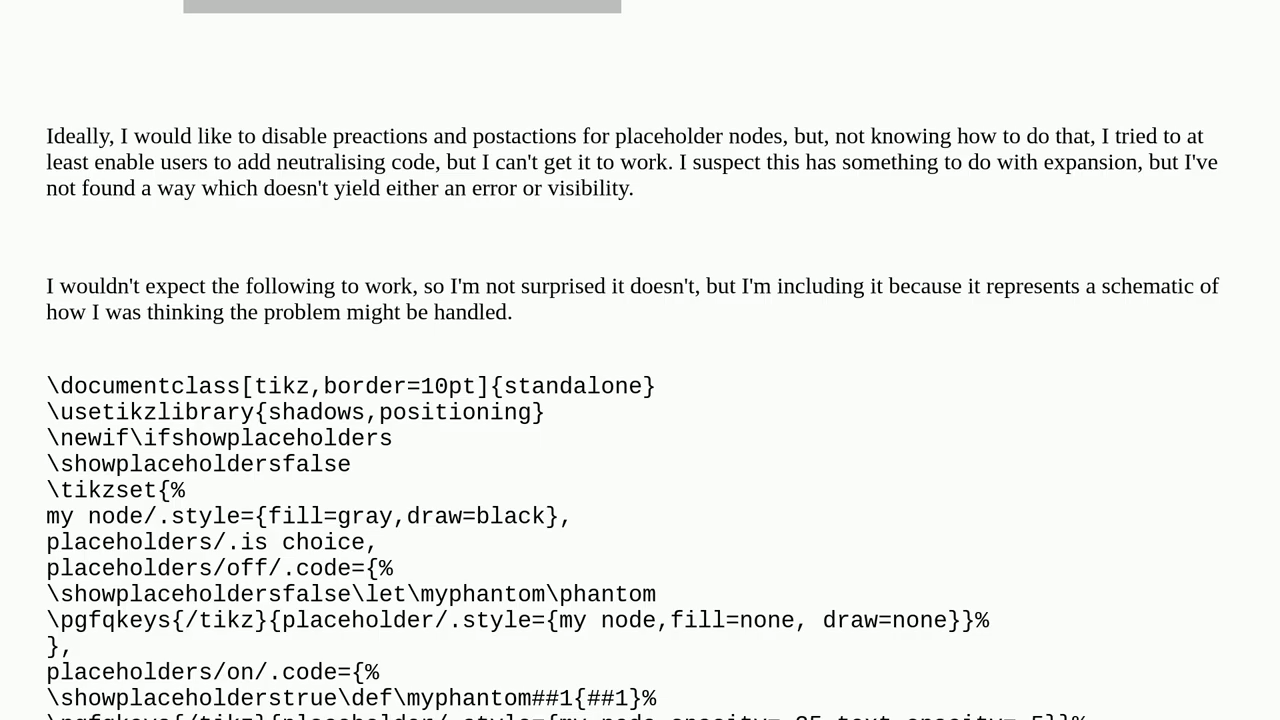 Ideally, I would like to disable preactions and postactions for placeholder nodes, but, not knowing how to do that, I tried to at
least enable users to add neutralising code, but I can't get it to work. I suspect this has something to do with expansion, but I've
not found a way which doesn't yield either an error or visibility.
I wouldn't expect the following to work, so I'm not surprised it doesn't, but I'm including it because it represents a schematic of
how I was thinking the problem might be handled.
\documentclass[tikz,border=10pt]{standalone}
\usetikzlibrary{shadows,positioning}
\newif\ifshowplaceholders
\showplaceholdersfalse
\tikzset{%
my node/.style={fill=gray,draw=black},
placeholders/.is choice,
placeholders/off/.code={%
\showplaceholdersfalse\let\myphantom\phantom
\pgfqkeys{/tikz}{placeholder/.style={my node,fill=none, draw=none}}%
},
placeholders/on/.code={%
\showplaceholderstrue\def\myphantom##1{##1}%